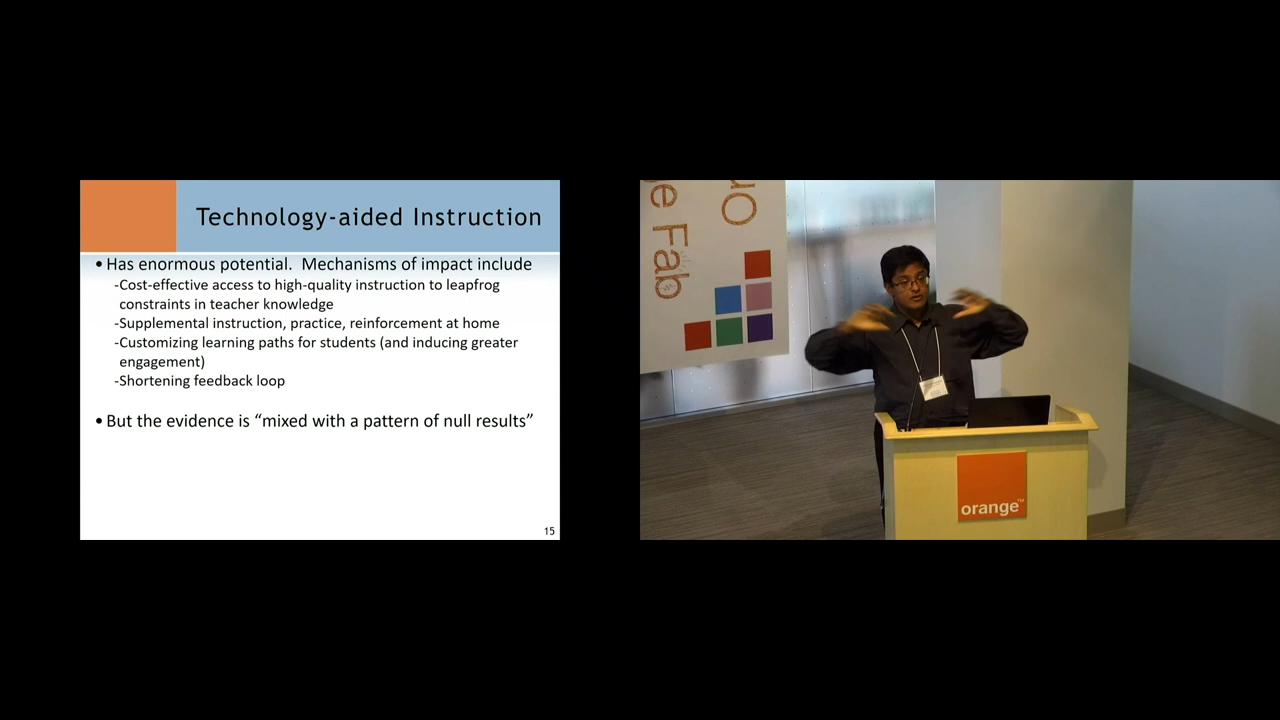 Technology-aided Instruction
•Has enormous potential.  Mechanisms of impact include
-Cost-effective access to high-quality instruction to leapfrog
constraints in teacher knowledge
-Supplemental instruction, practice, reinforcement at home
-Customizing learning paths for students (and inducing greater
engagement)
-Shortening feedback loop
•But the evidence is “mixed with a pattern of null results”
15
Fab
orange™